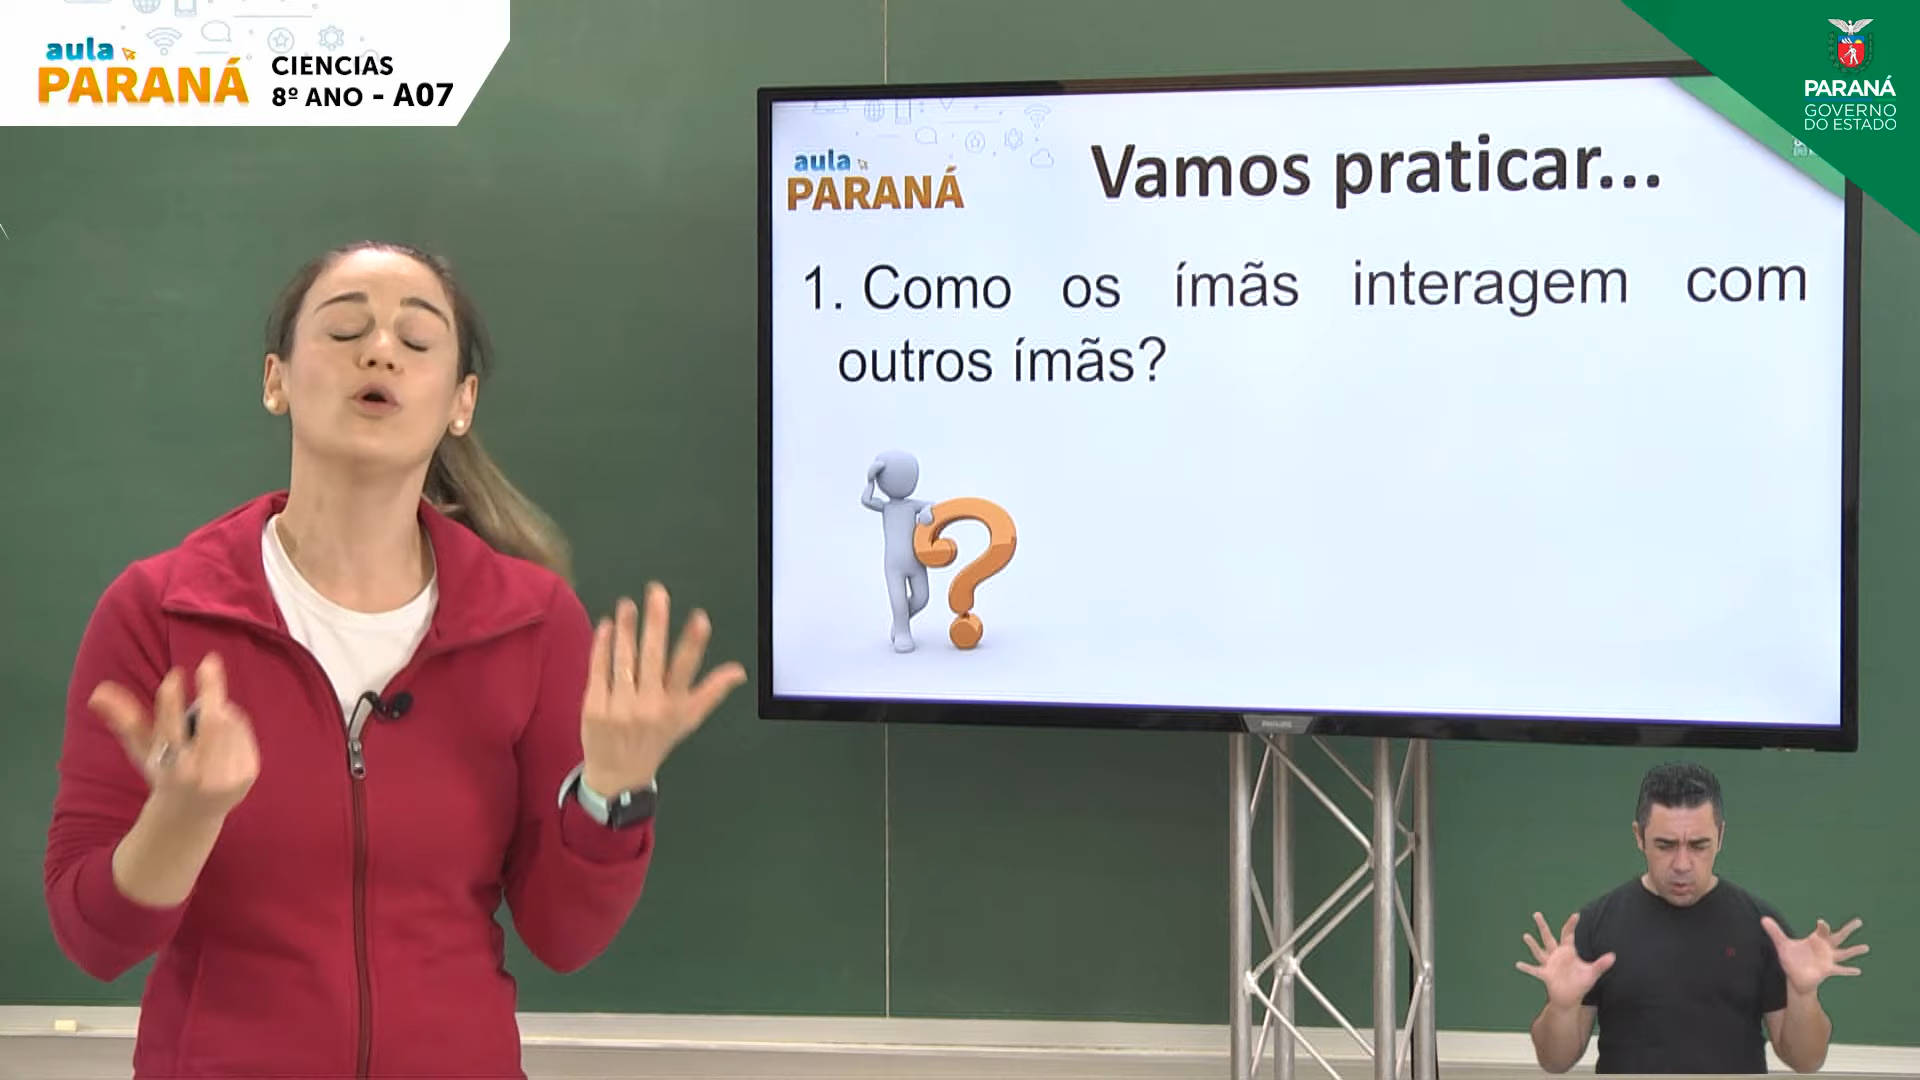 aula
PARANÁ
CIENCIAS
8º ANO - A07
PARANÁ
GOVERNO
DO ESTADO
aula
PARANÁ
Vamos praticar...
1. Como os ímãs interagem com
outros ímãs?
PHILIPS